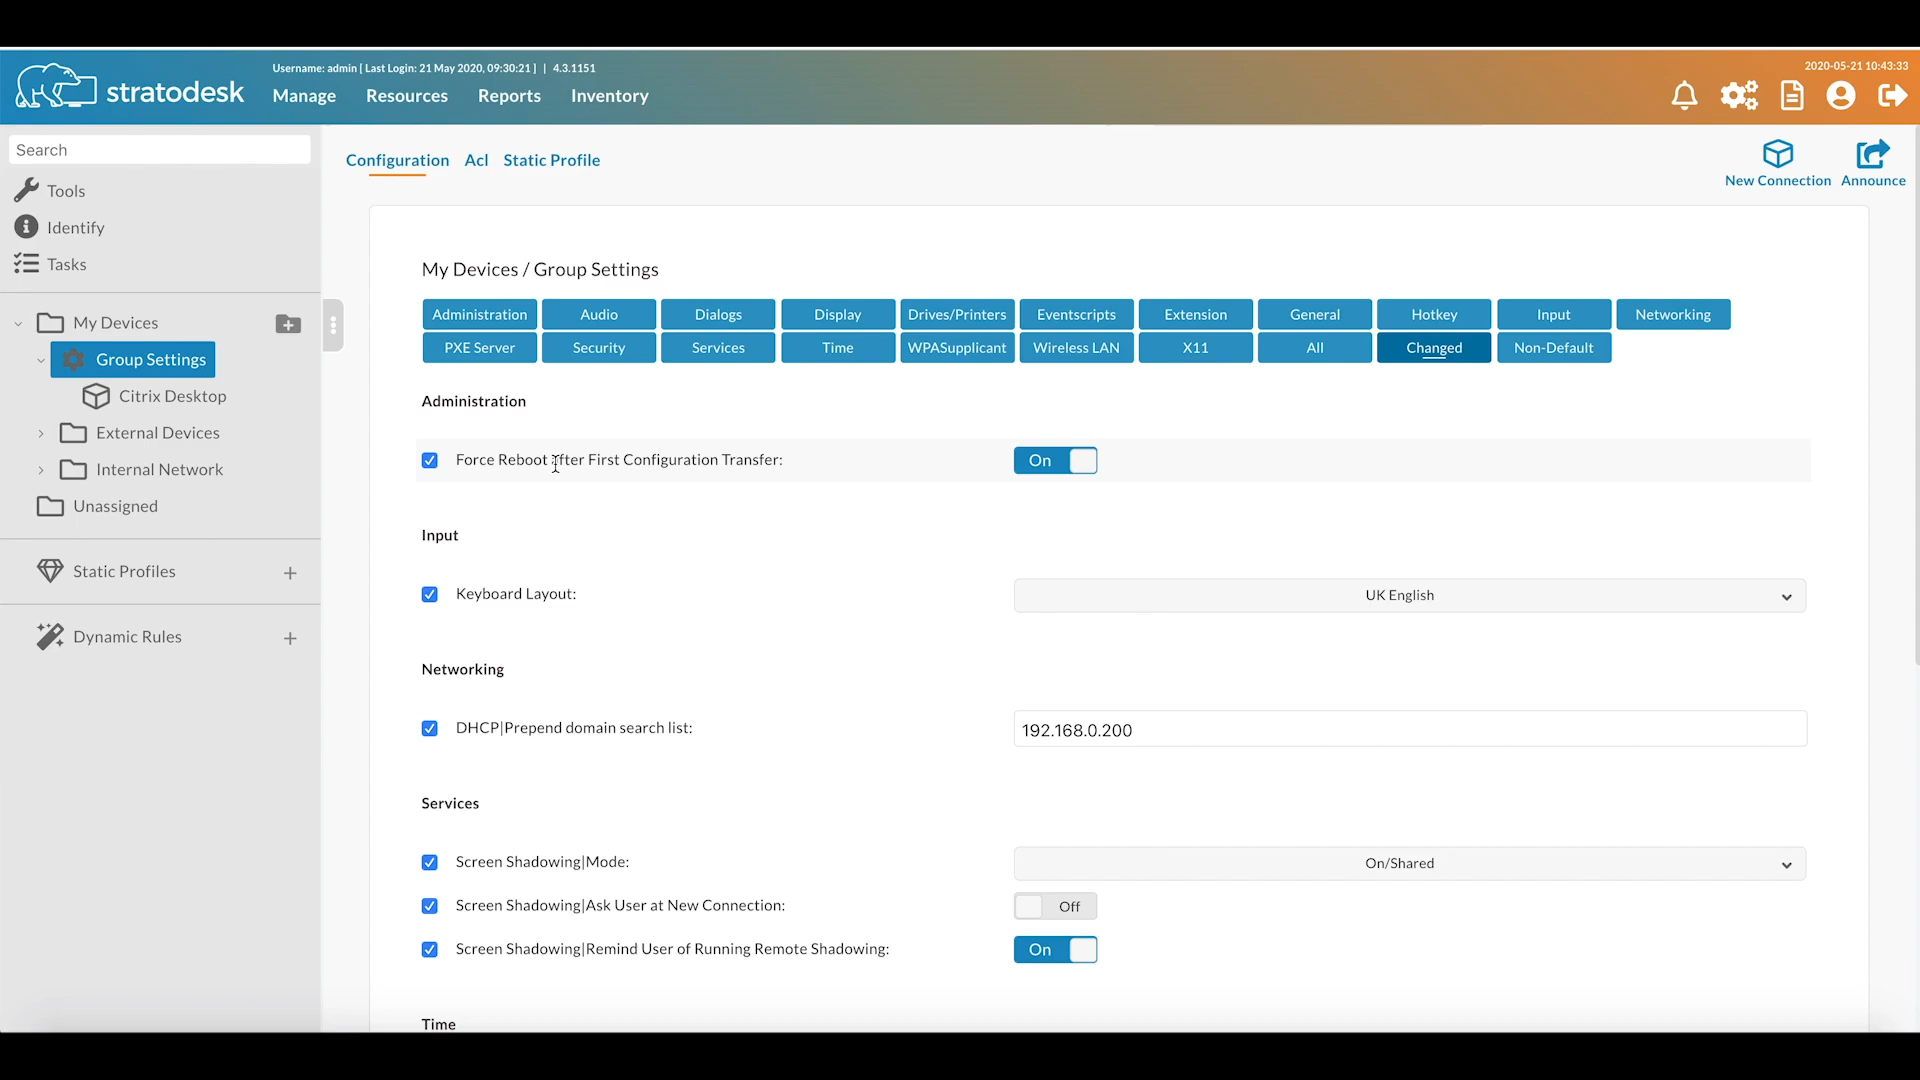 Username: admin [ Last Login: 21 May 2020, 09:30:21 ] | 4.3.1151
2020-05-21 10:43:33
stratodesk
Manage Resources Reports Inventory
Search
Tools
Identify
Tasks
My Devices
Group Settings
Citrix Desktop
External Devices
Internal Network
Unassigned
Static Profiles
Dynamic Rules
Configuration Acl Static Profile
New Connection Announce
My Devices / Group Settings
Administration Audio Dialogs Display Drives/Printers Eventscripts Extension General Hotkey Input Networking
PXE Server Security Services Time WPASupplicant Wireless LAN X11 All Changed Non-Default
Administration
Force Reboot after First Configuration Transfer: On
Input
Keyboard Layout: UK English
Networking
DHCP|Prepend domain search list: 192.168.0.200
Services
Screen Shadowing|Mode: On/Shared
Screen Shadowing|Ask User at New Connection: Off
Screen Shadowing|Remind User of Running Remote Shadowing: On
Time